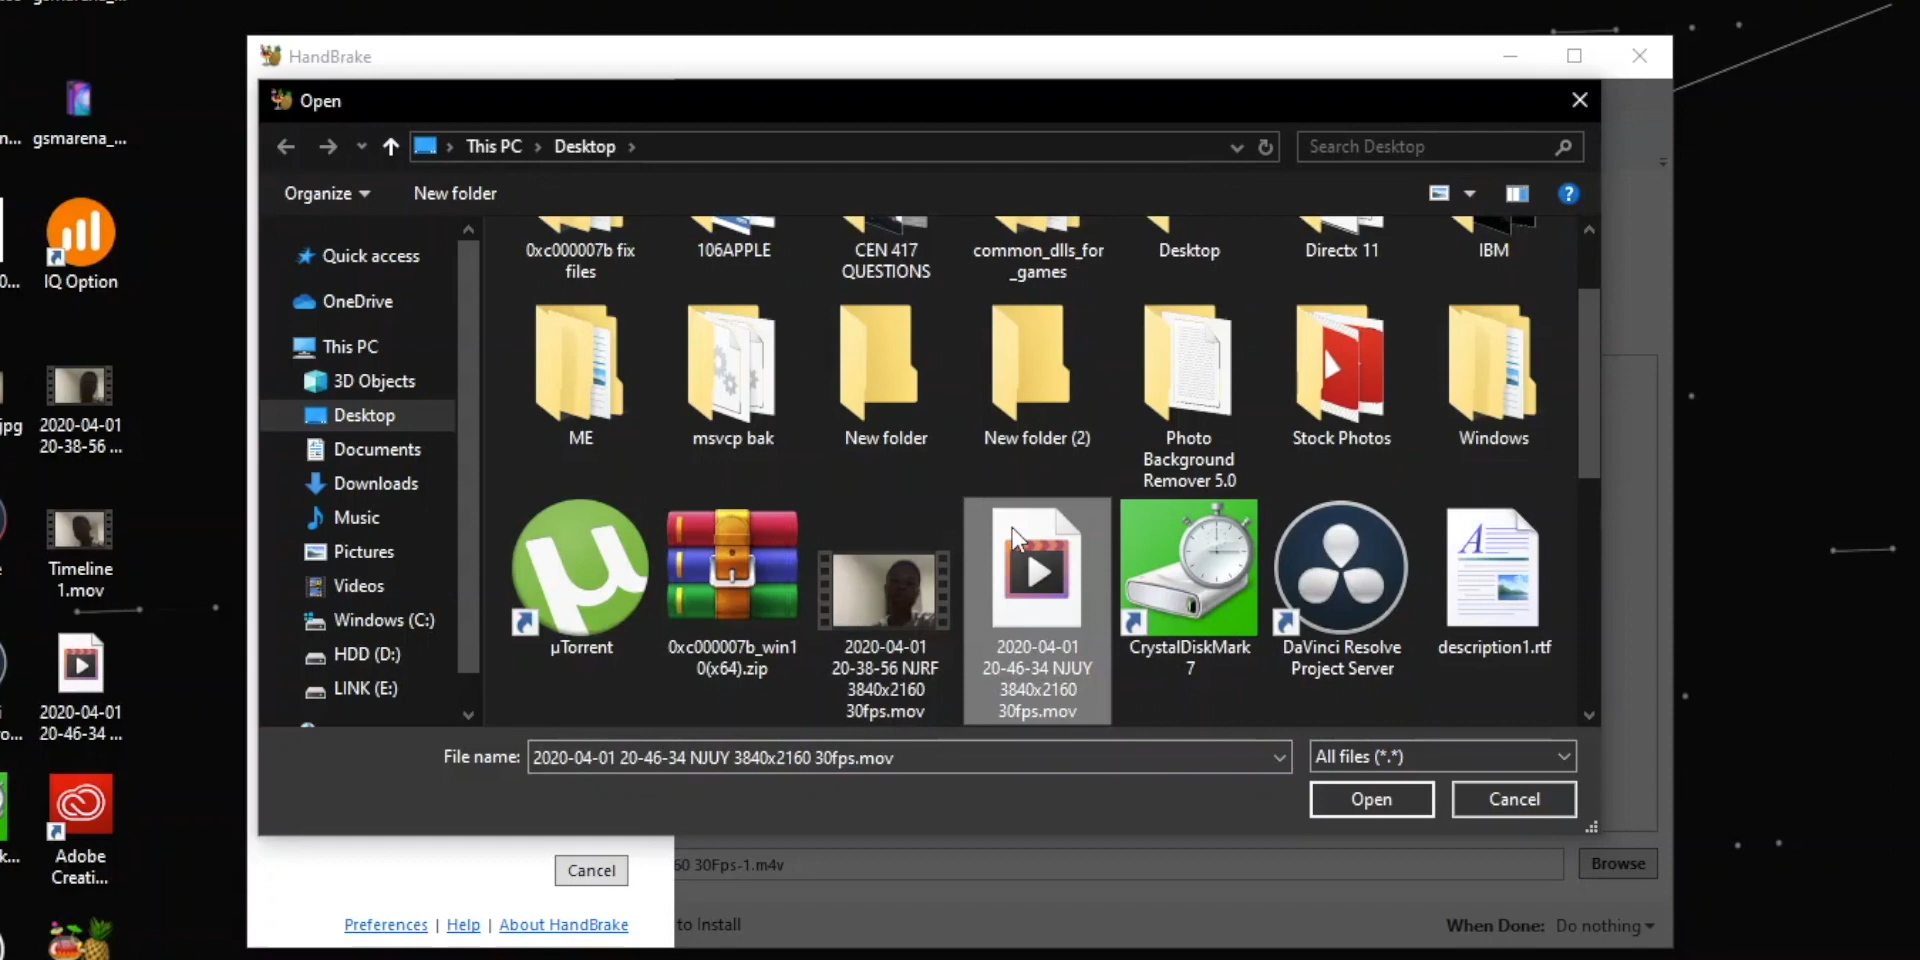 gsmarena_...
n... gsmarena_...
0... IQ Option
jpg 2020-04-01
20-38-56 ...
Timeline
1.mov
2020-04-01
o... 20-46-34 ...
k... Adobe
Creati...
HandBrake
Open
This PC > Desktop >
Search Desktop
Organize
New folder
?
Quick access
OneDrive
This PC
3D Objects
Desktop
Documents
Downloads
Music
Pictures
Videos
Windows (C:)
HDD (D:)
LINK (E:)
0xc000007b fix
files
106APPLE
CEN 417
QUESTIONS
common_dlls_for
_games
Desktop
Directx 11
IBM
ME
msvcp bak
New folder
New folder (2)
Photo
Background
Remover 5.0
Stock Photos
Windows
µTorrent
0xc000007b_win1
0(x64).zip
2020-04-01
20-38-56 NJRF
3840x2160
30fps.mov
2020-04-01
20-46-34 NJUY
3840x2160
30fps.mov
CrystalDiskMark
7
DaVinci Resolve
Project Server
description1.rtf
File name: 2020-04-01 20-46-34 NJUY 3840x2160 30fps.mov
All files (*.*)
Open
Cancel
Cancel
60 30Fps-1.m4v
Browse
Preferences | Help | About HandBrake
to Install
When Done: Do nothing